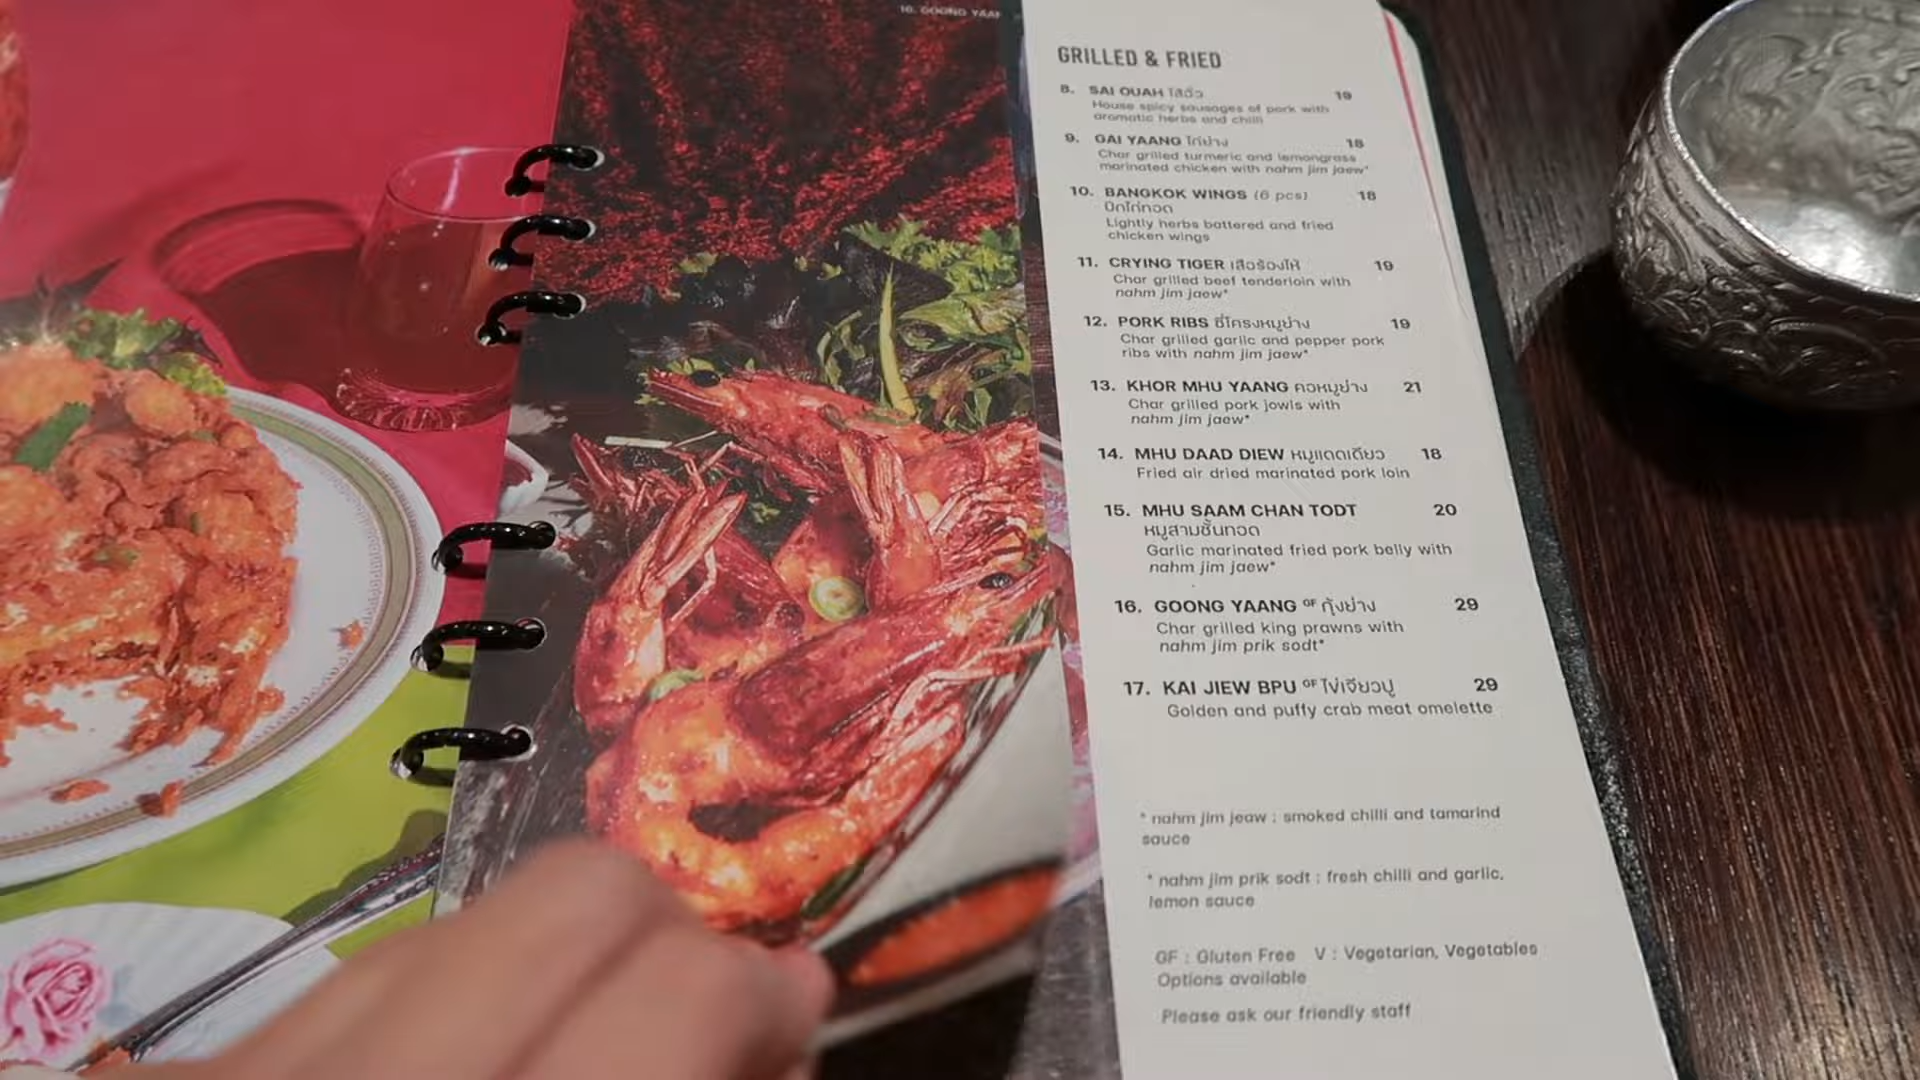 16. GOONG YAAN
GRILLED & FRIED
8. SAI OUAH ไส้อั่ว 19
House spicy sausages of pork with
aromatic herbs and chilli
9. GAI YAANG ไก่ย่าง 18
Char grilled turmeric and lemongrass
marinated chicken with nahm jim jaew*
10. BANGKOK WINGS (6 pcs) 18
ปีกไก่ทอด
Lightly herbs battered and fried
chicken wings
11. CRYING TIGER เสือร้องไห้ 19
Char grilled beef tenderloin with
nahm jim jaew*
12. PORK RIBS ซี่โครงหมูย่าง 19
Char grilled garlic and pepper pork
ribs with nahm jim jaew*
13. KHOR MHU YAANG คอหมูย่าง 21
Char grilled pork jowls with
nahm jim jaew*
14. MHU DAAD DIEW หมูแดดเดียว 18
Fried air dried marinated pork loin
15. MHU SAAM CHAN TODT 20
หมูสามชั้นทอด
Garlic marinated fried pork belly with
nahm jim jaew*
16. GOONG YAANG GF กุ้งย่าง 29
Char grilled king prawns with
nahm jim prik sodt*
17. KAI JIEW BPU GF ไข่เจียวปู 29
Golden and puffy crab meat omelette
* nahm jim jeaw : smoked chilli and tamarind
sauce
* nahm jim prik sodt : fresh chilli and garlic,
lemon sauce
GF : Gluten Free V : Vegetarian, Vegetables
Options available
Please ask our friendly staff